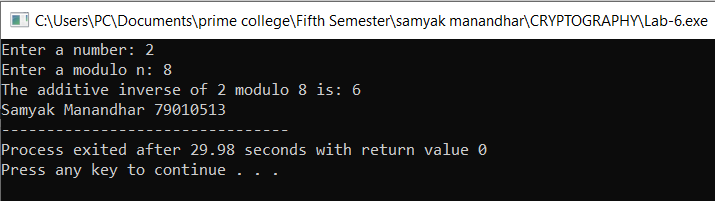 C:\Users\PC\Documents\prime college\Fifth Semester\samyak manandhar\CRYPTOGRAPHY\Lab-6.exe
Enter a number: 2
Enter a modulo n: 8
The additive inverse of 2 modulo 8 is: 6
Samyak Manandhar 79010513
--------------------------------
Process exited after 29.98 seconds with return value 0
Press any key to continue . . .